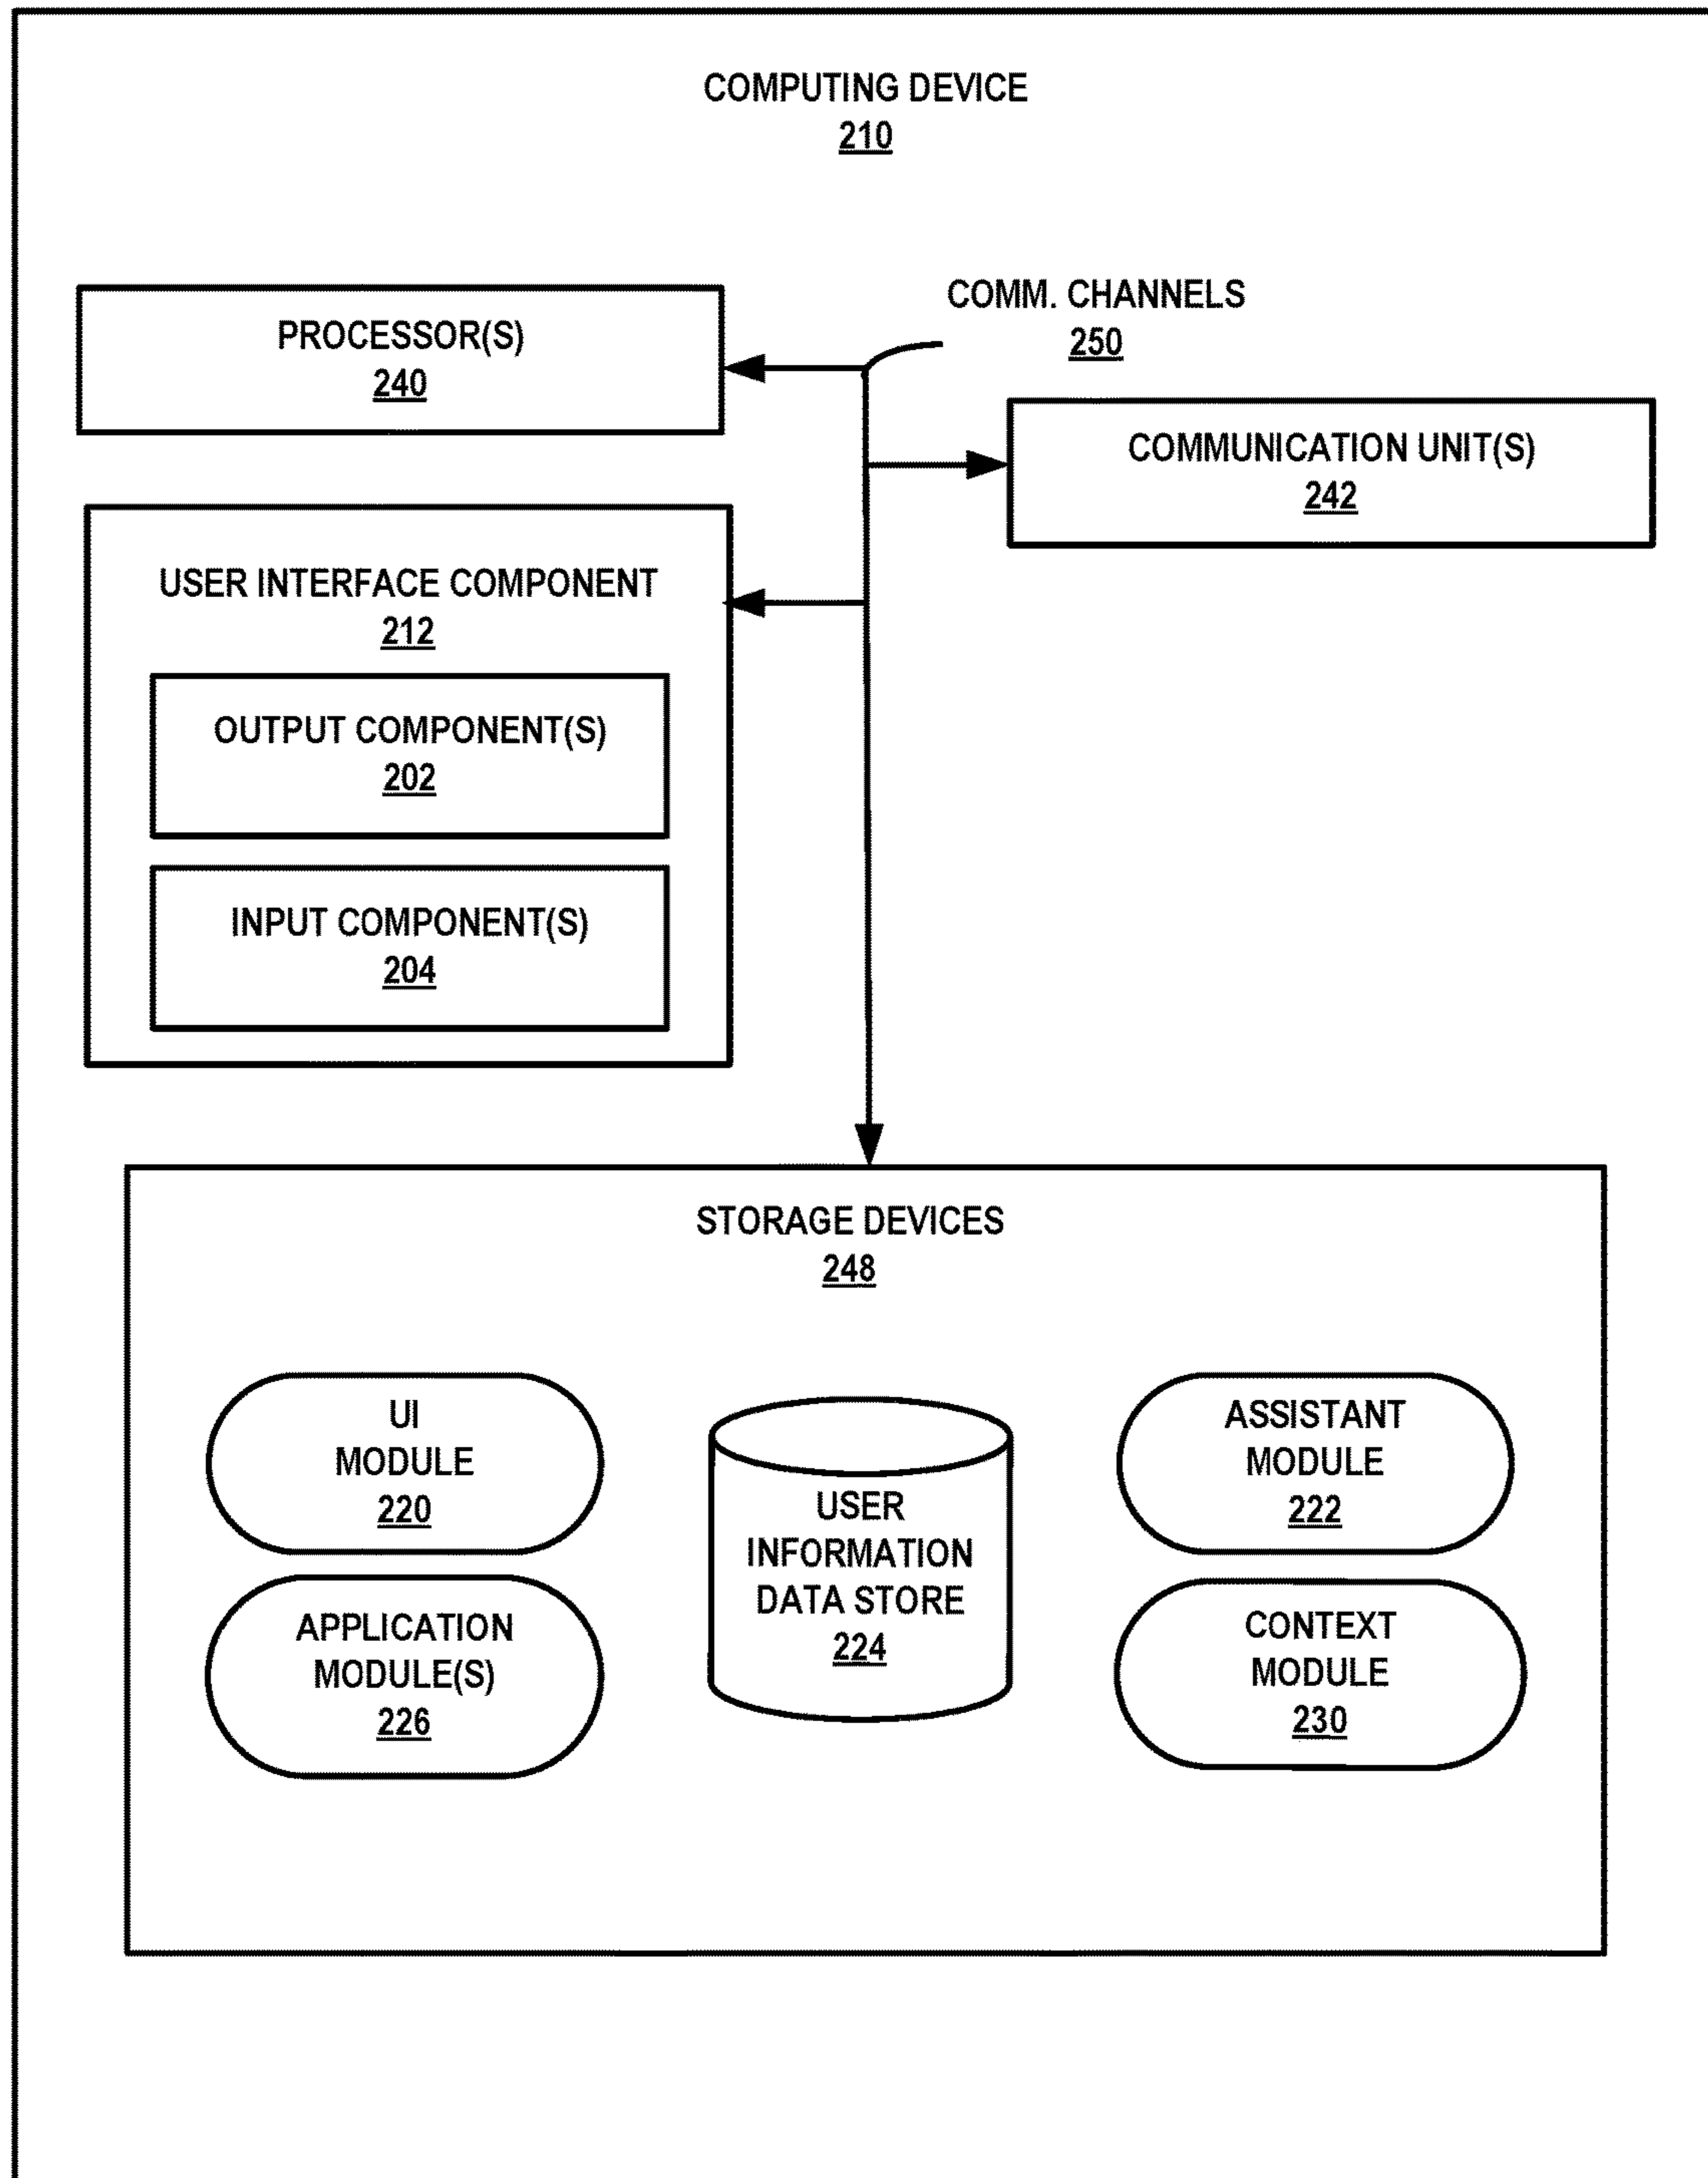 COMPUTING DEVICE
210
COMM. CHANNELS
250
PROCESSOR(S)
240
COMMUNICATION UNIT(S)
242
USER INTERFACE COMPONENT
212
OUTPUT COMPONENT(S)
202
INPUT COMPONENT(S)
204
STORAGE DEVICES
248
UI
MODULE
220
APPLICATION
MODULE(S)
226
USER
INFORMATION
DATA STORE
224
ASSISTANT
MODULE
222
CONTEXT
MODULE
230